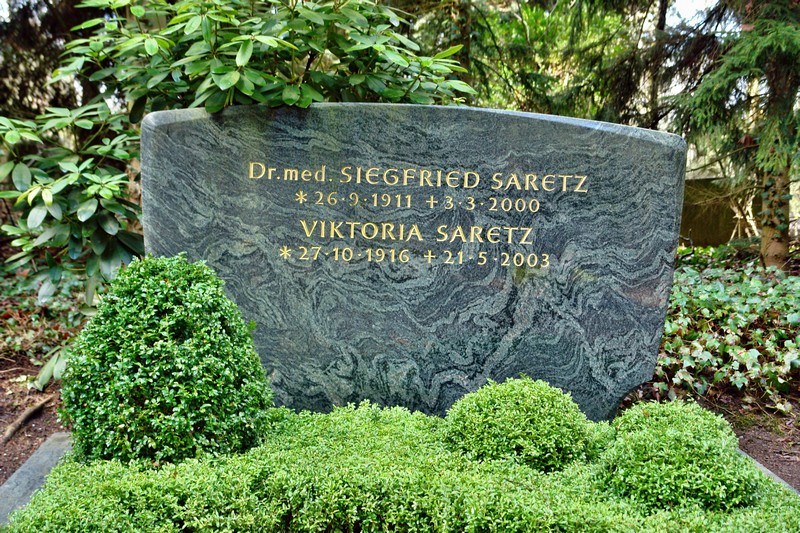 Dr. med. SIEGFRIED SARETZ
* 26·9·1911 + 3·3·2000
VIKTORIA SARETZ
* 27·10·1916 + 21·5·2003